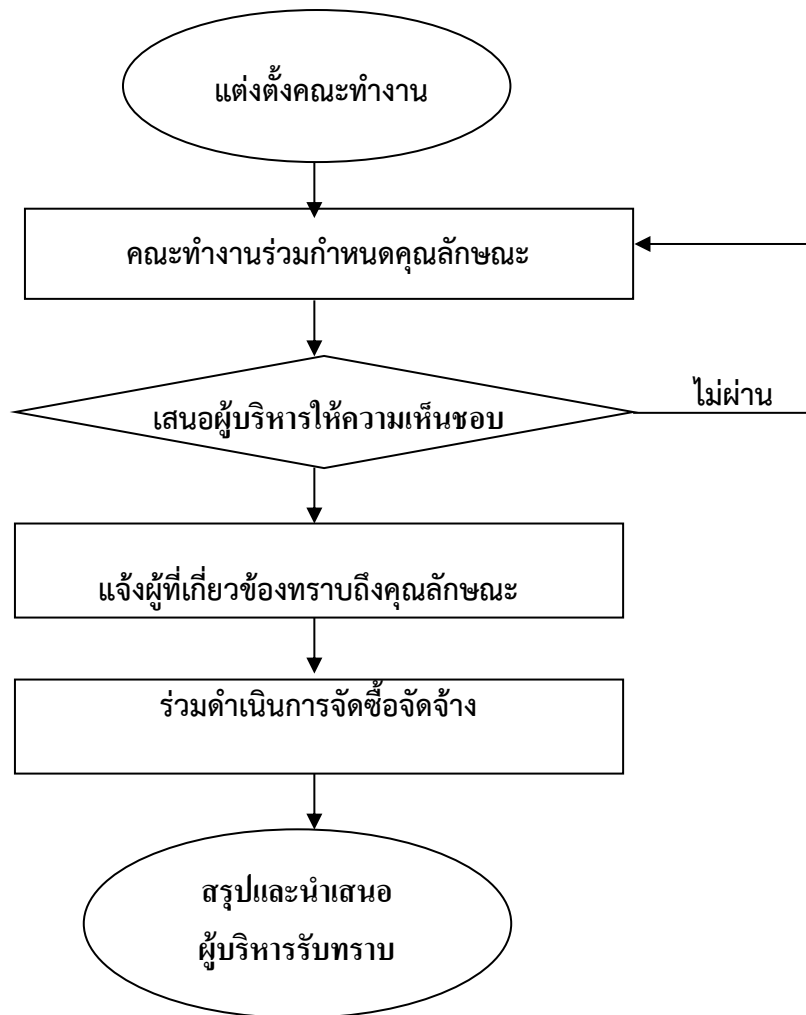 แต่งตั้งคณะทำงาน
คณะทำงานร่วมกำหนดคุณลักษณะ
เสนอผู้บริหารให้ความเห็นชอบ
ไม่ผ่าน
แจ้งผู้ที่เกี่ยวข้องทราบถึงคุณลักษณะ
ร่วมดำเนินการจัดซื้อจัดจ้าง
สรุปและนำเสนอ
ผู้บริหารรับทราบ